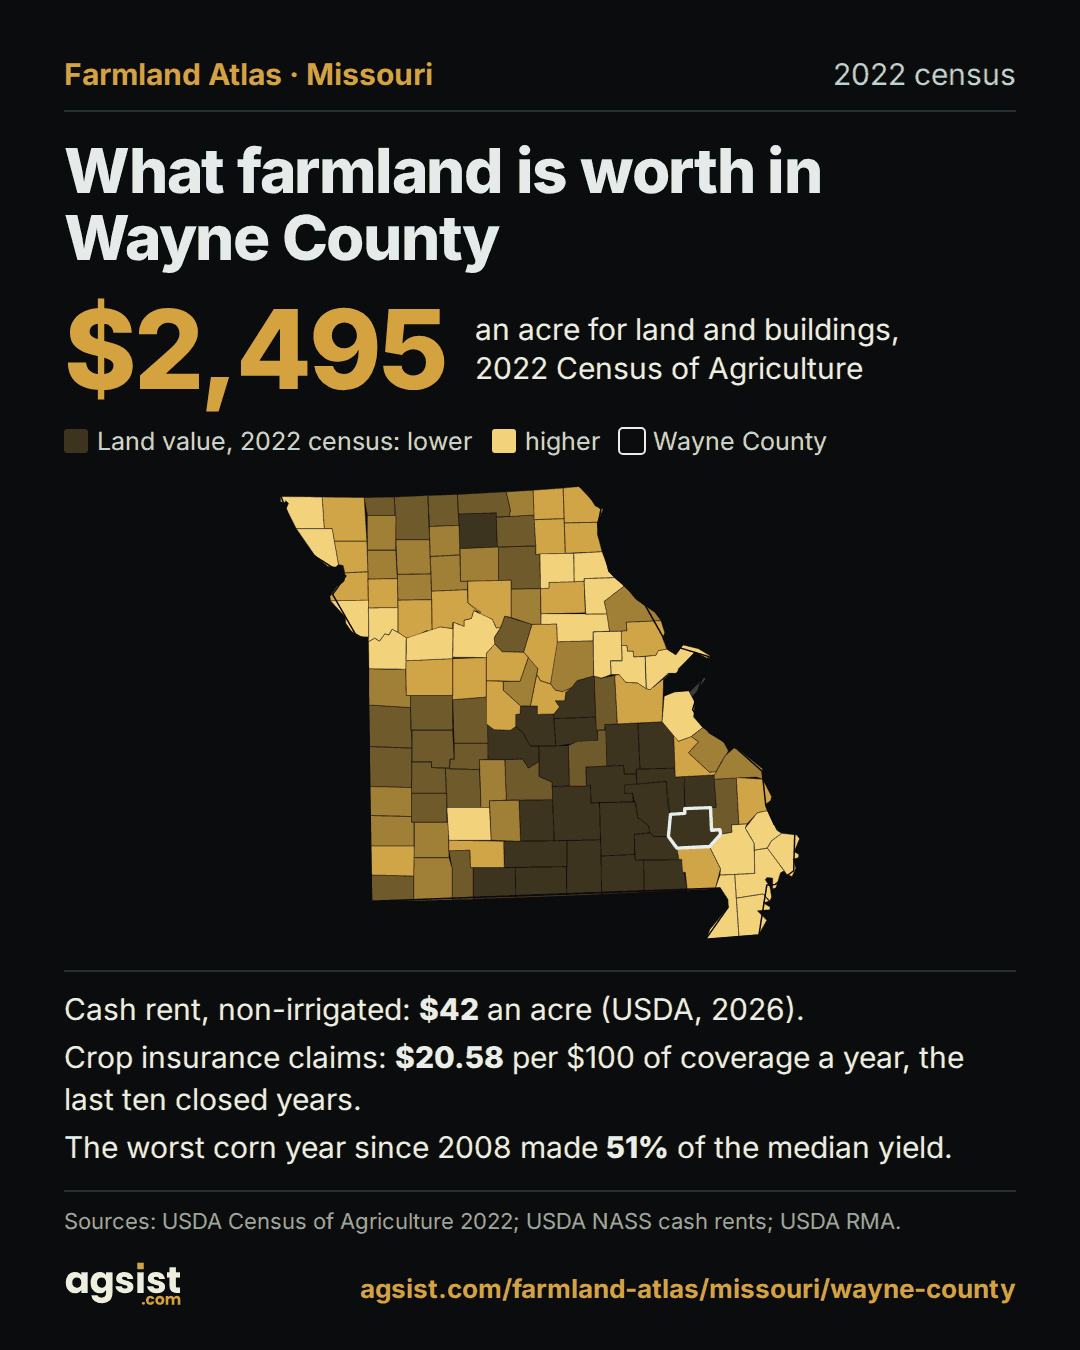 Farmland Atlas · Missouri
2022 census
What farmland is worth in
Wayne County
$2,495
an acre for land and buildings,
2022 Census of Agriculture
Land value, 2022 census: lower
higher
Wayne County
Cash rent, non-irrigated: $42 an acre (USDA, 2026).
Crop insurance claims: $20.58 per $100 of coverage a year, the
last ten closed years.
The worst corn year since 2008 made 51% of the median yield.
Sources: USDA Census of Agriculture 2022; USDA NASS cash rents; USDA RMA.
agsist
.com
agsist.com/farmland-atlas/missouri/wayne-county